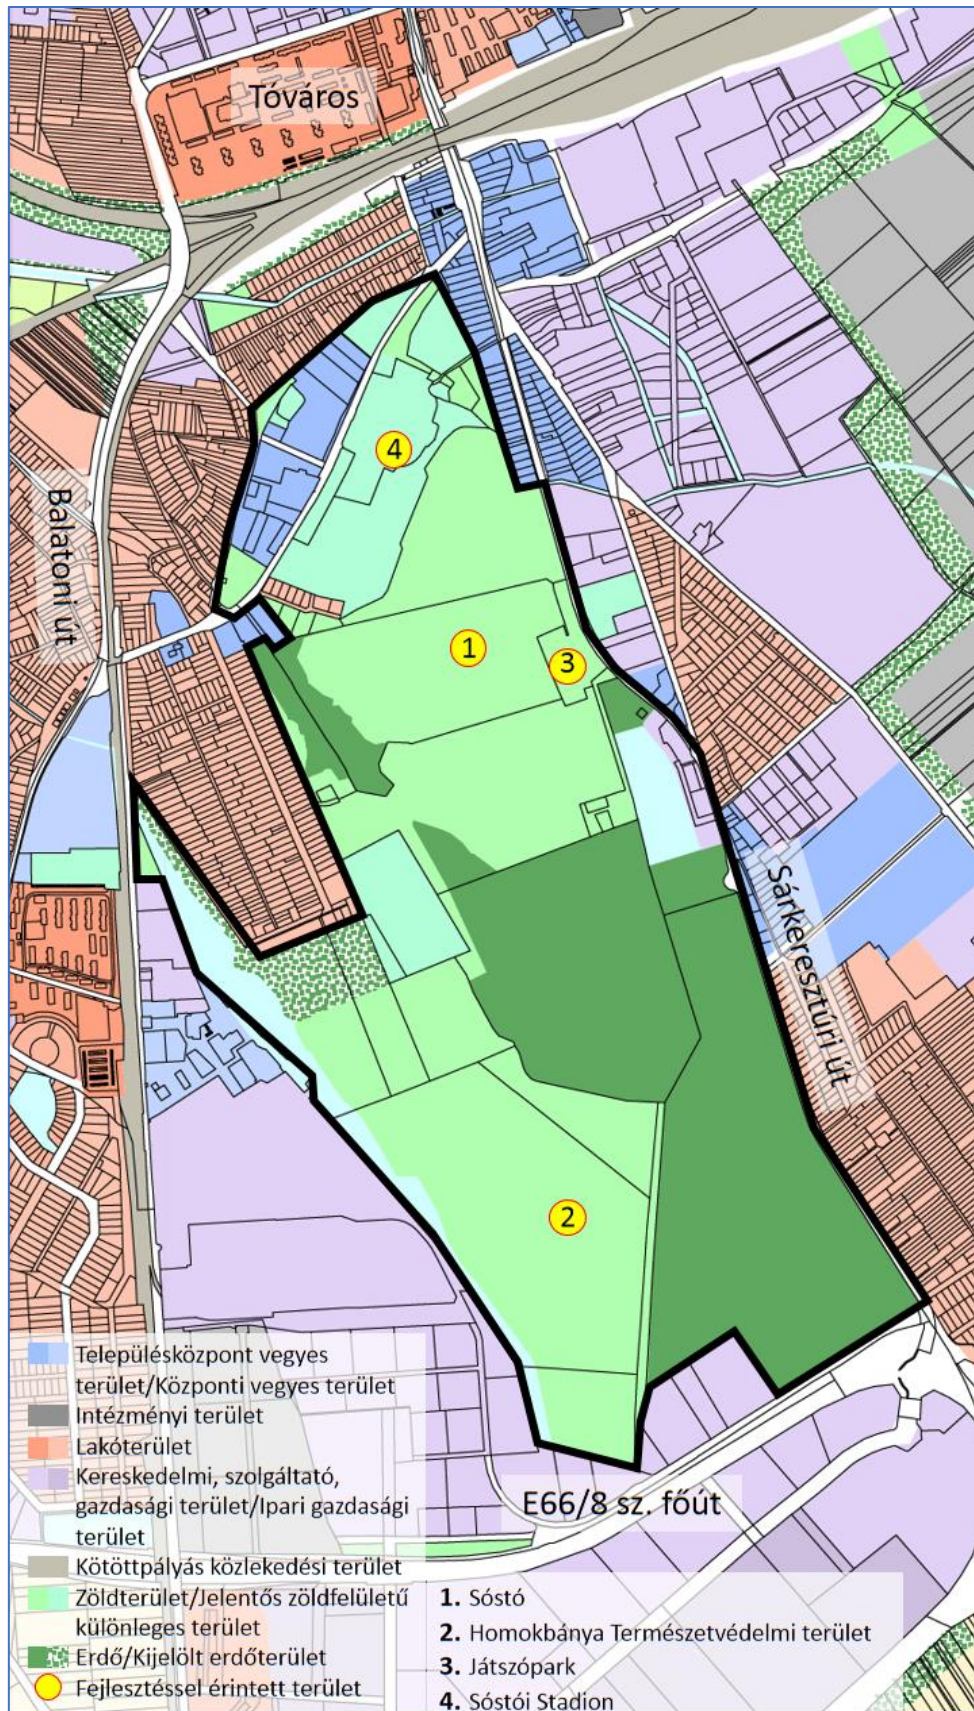 Tóváros
4
Balatoni út
1
3
Sárkeresztúri út
2
Településközpont vegyes
terület/Központi vegyes terület
Intézményi terület
Lakóterület
Kereskedelmi, szolgáltató,
gazdasági terület/Ipari gazdasági
terület
Kötöttpályás közlekedési terület
Zöldterület/Jelentős zöldfelületű
különleges terület
Erdő/Kijelölt erdőterület
Fejlesztéssel érintett terület
E66/8 sz. főút
1. Sóstó
2. Homokbánya Természetvédelmi terület
3. Játszópark
4. Sóstói Stadion